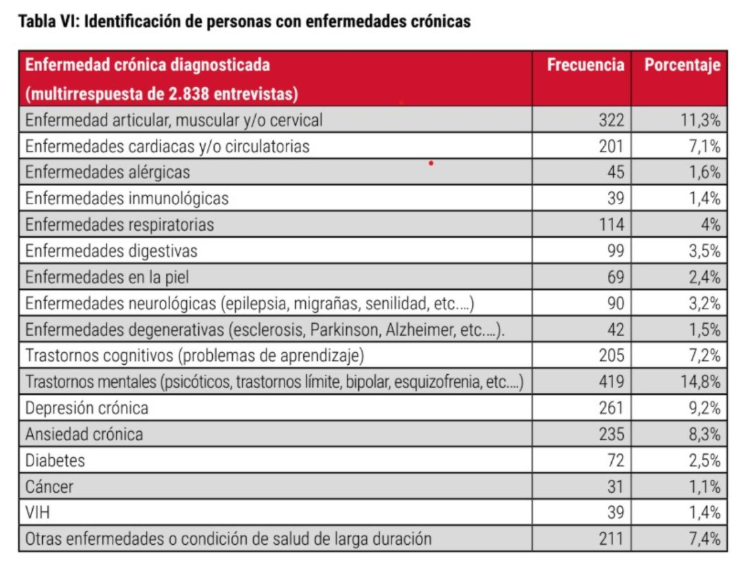 Tabla VI: Identificación de personas con enfermedades crónicas
Enfermedad crónica diagnosticada Frecuencia Porcentaje
(multirrespuesta de 2.838 entrevistas)
Enfermedad articular, muscular y/o cervical 322 11,3%
Enfermedades cardiacas y/o circulatorias 201 7,1%
Enfermedades alérgicas 45 1,6%
Enfermedades inmunológicas 39 1,4%
Enfermedades respiratorias 114 4%
Enfermedades digestivas 99 3,5%
Enfermedades en la piel 69 2,4%
Enfermedades neurológicas (epilepsia, migrañas, senilidad, etc....) 90 3,2%
Enfermedades degenerativas (esclerosis, Parkinson, Alzheimer, etc....). 42 1,5%
Trastornos cognitivos (problemas de aprendizaje) 205 7,2%
Trastornos mentales (psicóticos, trastornos límite, bipolar, esquizofrenia, etc....) 419 14,8%
Depresión crónica 261 9,2%
Ansiedad crónica 235 8,3%
Diabetes 72 2,5%
Cáncer 31 1,1%
VIH 39 1,4%
Otras enfermedades o condición de salud de larga duración 211 7,4%